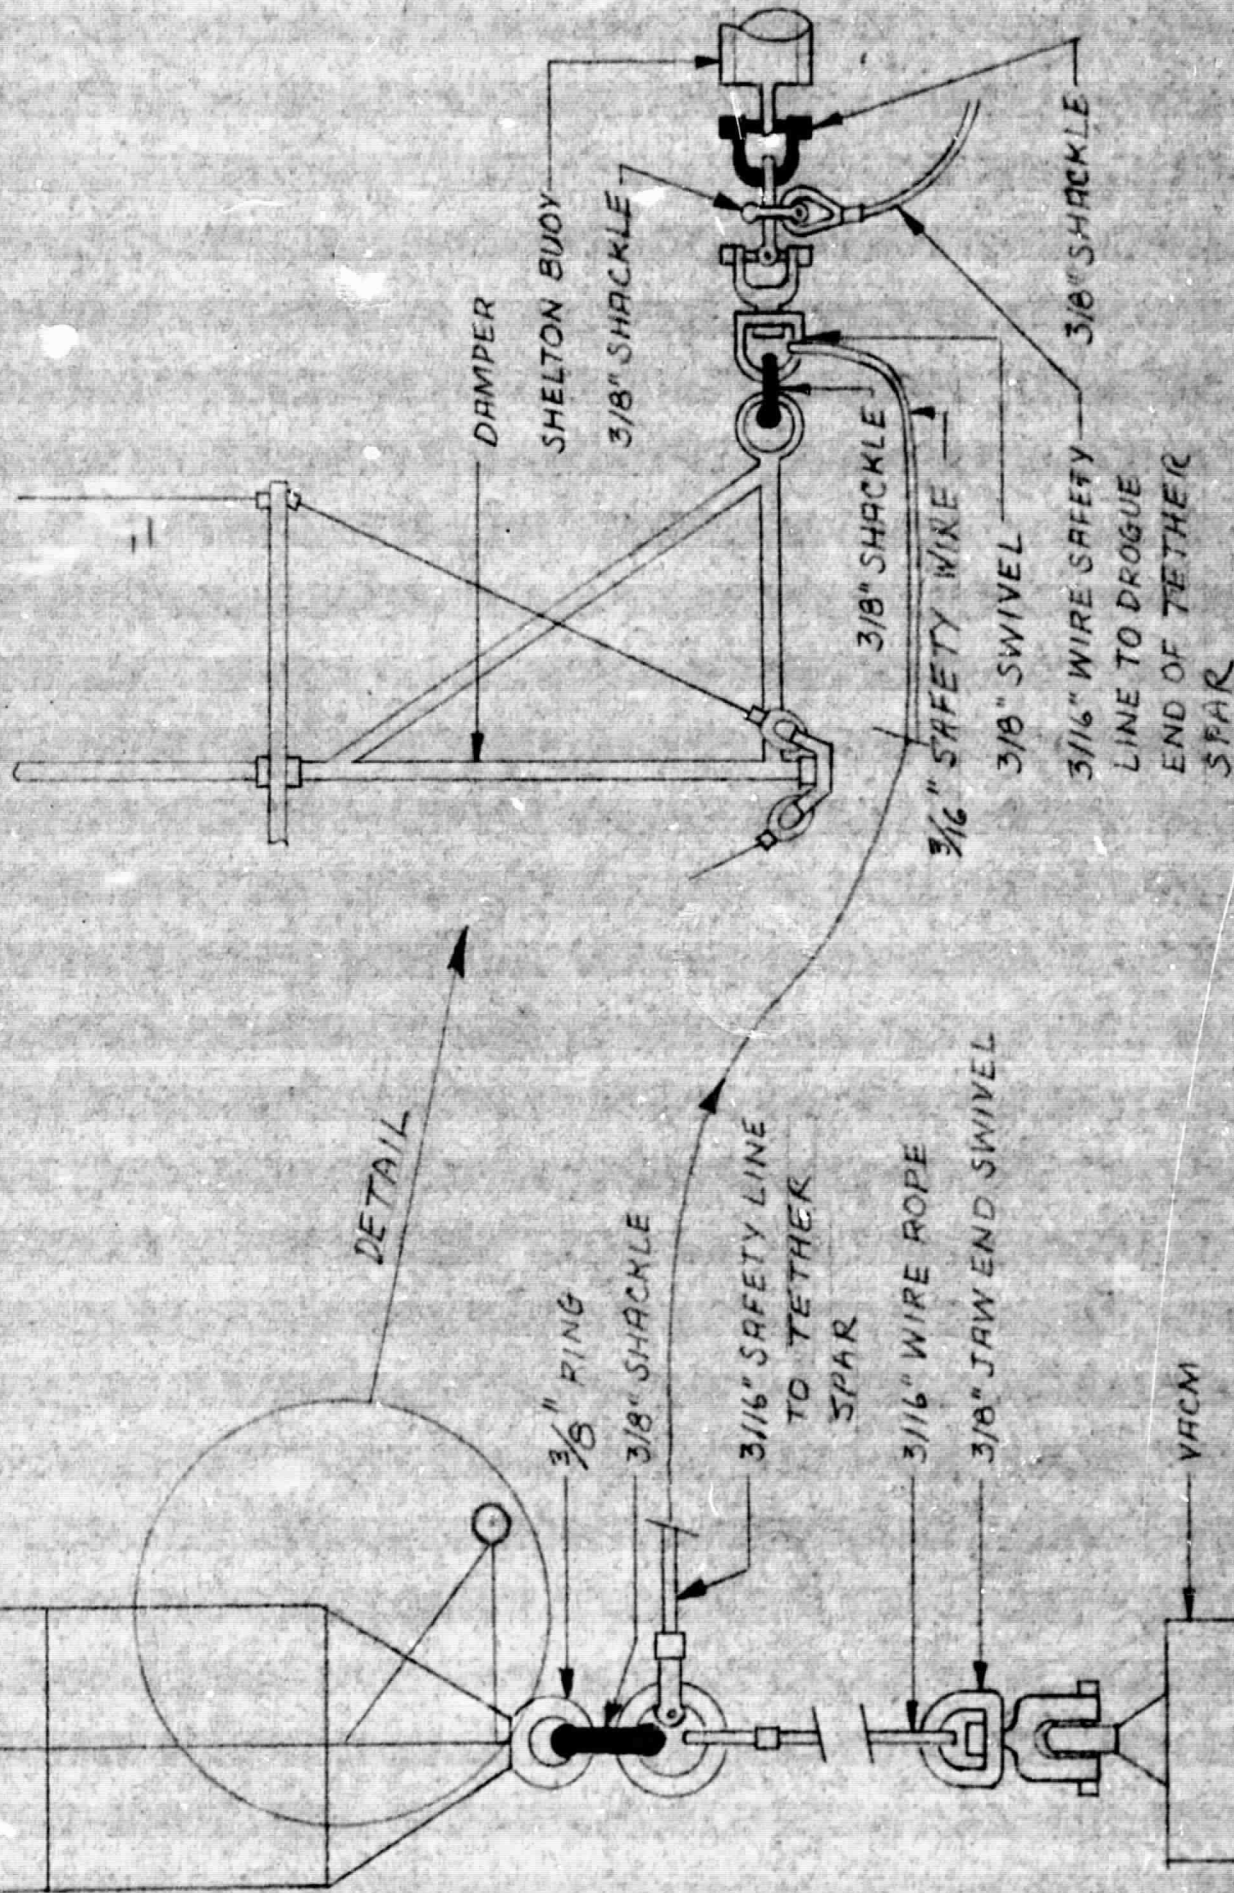 DAMPER
SHELTON BUOY
3/8" SHACKLE
3/8" SHACKLE
3/16" SAFETY WIRE
3/8" SWIVEL
3/16" WIRE SAFETY
LINE TO DROGUE
END OF TETHER
SPAR
3/8" SHACKLE
DETAIL
3/8" RING
3/8" SHACKLE
3/16" SAFETY LINE
TO TETHER
SPAR
3/16" WIRE ROPE
3/8" JAW END SWIVEL
VACM